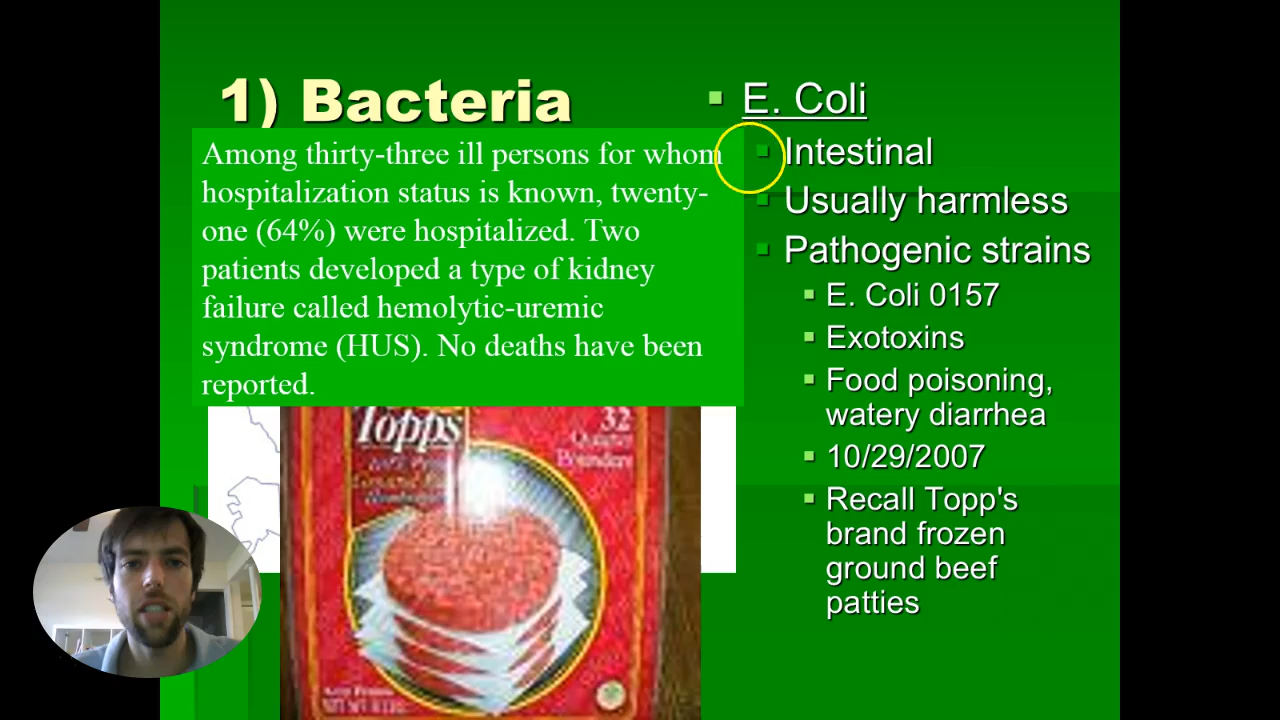 1) Bacteria
Among thirty-three ill persons for whom
hospitalization status is known, twenty-
one (64%) were hospitalized. Two
patients developed a type of kidney
failure called hemolytic-uremic
syndrome (HUS). No deaths have been
reported.
Topps
32
Quarter
Pounders
E. Coli
Intestinal
Usually harmless
Pathogenic strains
E. Coli 0157
Exotoxins
Food poisoning,
watery diarrhea
10/29/2007
Recall Topp's
brand frozen
ground beef
patties